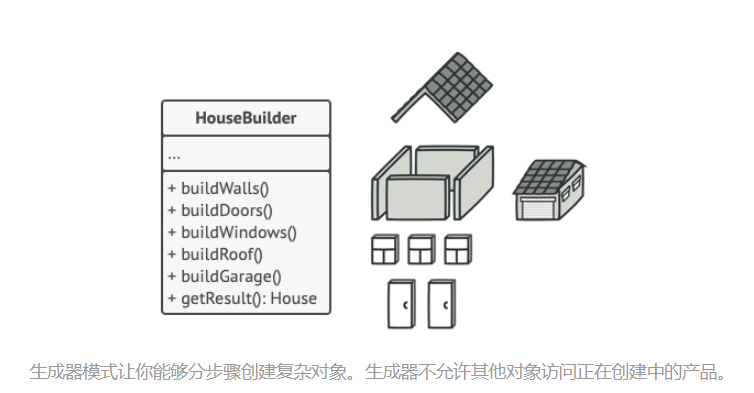 HouseBuilder
...
+ buildWalls()
+ buildDoors()
+ buildWindows()
+ buildRoof()
+ buildGarage()
+ getResult(): House
生成器模式让你能够分步骤创建复杂对象。 生成器不允许其他对象访问正在创建中的产品。